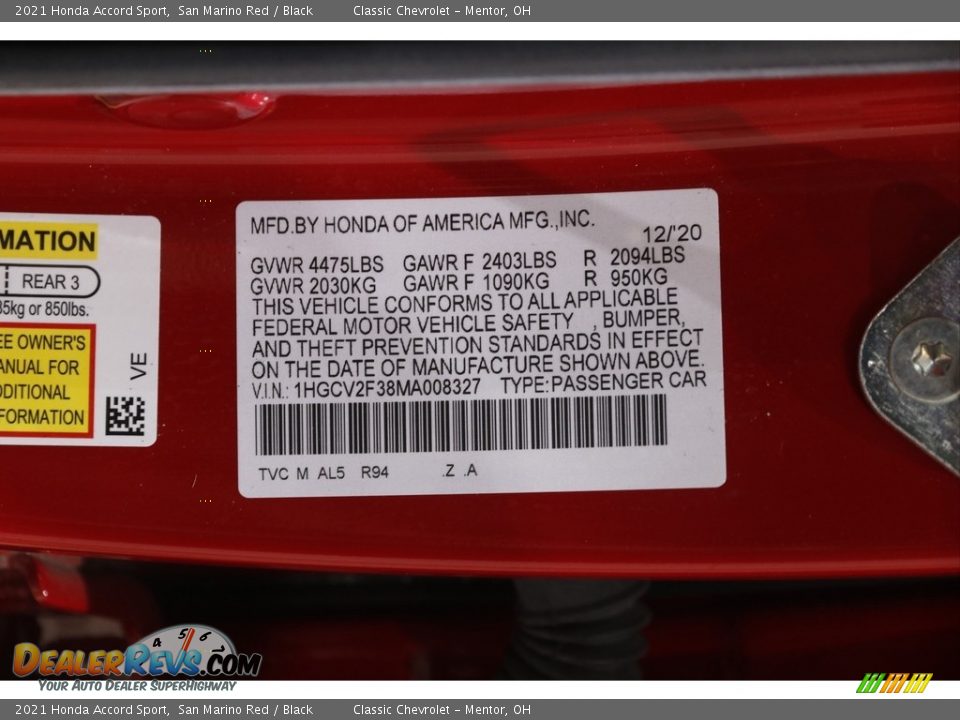 2021 Honda Accord Sport,  San Marino Red / Black        Classic Chevrolet – Mentor, OH
MATION
REAR 3
85kg or 850lbs.
EE OWNER'S
ANUAL FOR
DDITIONAL
FORMATION
VE
MFD.BY HONDA OF AMERICA MFG.,INC.
12/'20
GVWR 4475LBS GAWR F 2403LBS R 2094LBS
GVWR 2030KG GAWR F 1090KG R 950KG
THIS VEHICLE CONFORMS TO ALL APPLICABLE
FEDERAL MOTOR VEHICLE SAFETY , BUMPER,
AND THEFT PREVENTION STANDARDS IN EFFECT
ON THE DATE OF MANUFACTURE SHOWN ABOVE.
V.I.N.: 1HGCV2F38MA008327 TYPE:PASSENGER CAR
TVC M AL5 R94 .Z .A
4 5 6
DEALERREVS.COM
YOUR AUTO DEALER SUPERHIGHWAY
2021 Honda Accord Sport,  San Marino Red / Black        Classic Chevrolet – Mentor, OH